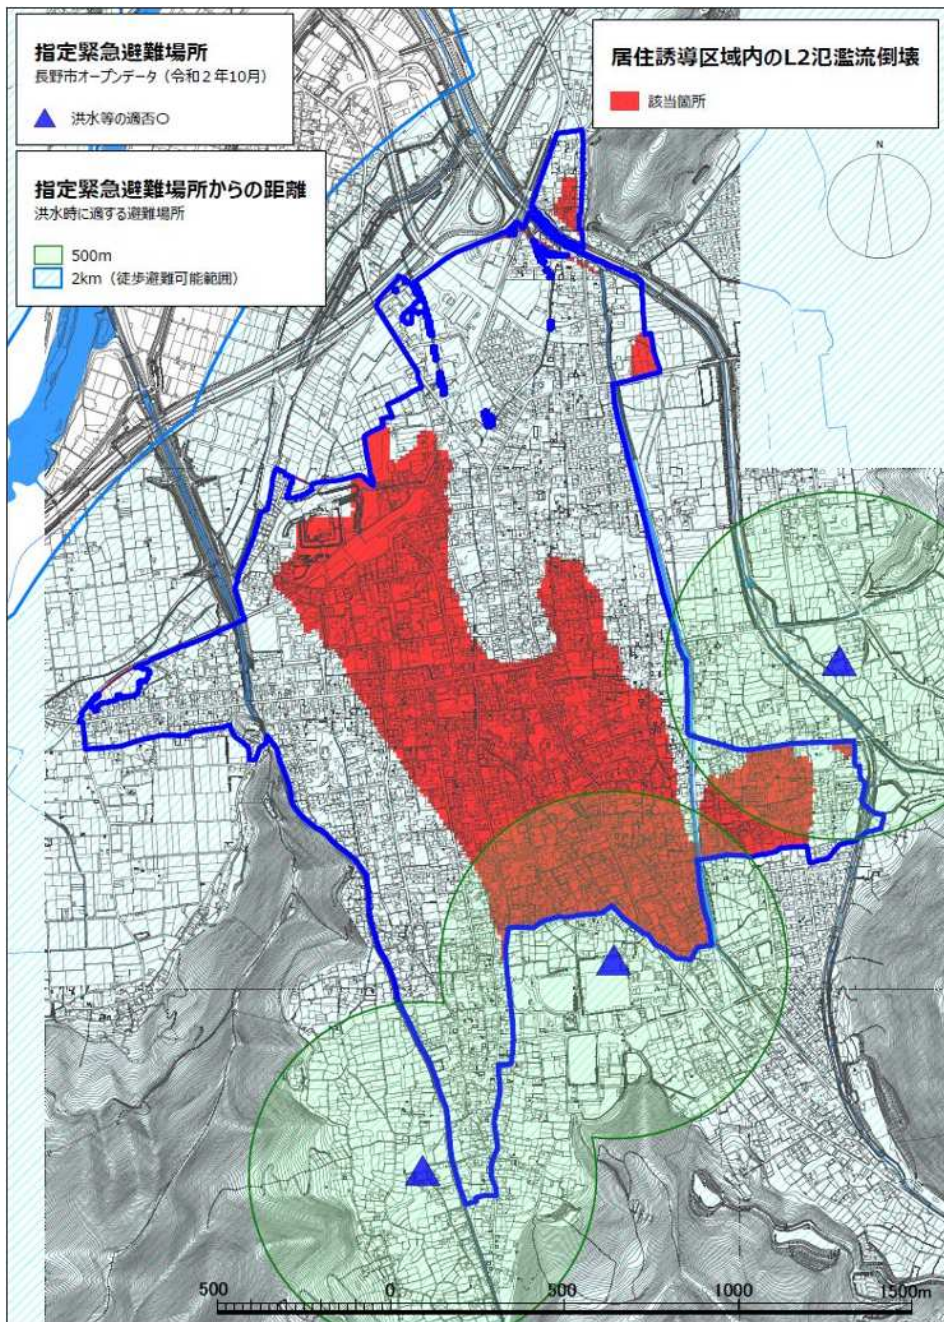 指定緊急避難場所
長野市オープンデータ（令和２年10月）
洪水等の適否〇
指定緊急避難場所からの距離
洪水時に適する避難場所
500m
2km（徒歩避難可能範囲）
居住誘導区域内のL2氾濫流倒壊
該当箇所
N
500 0 500 1000 1500m